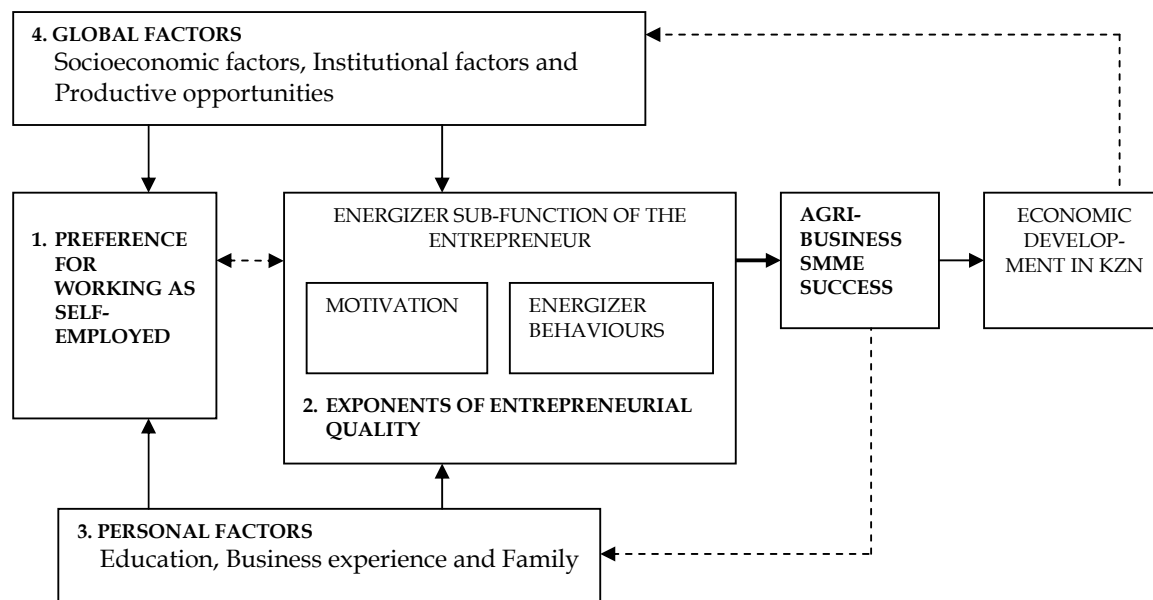 4. GLOBAL FACTORS
Socioeconomic factors, Institutional factors and
Productive opportunities
1. PREFERENCE
FOR
WORKING AS
SELF-
EMPLOYED
ENERGIZER SUB-FUNCTION OF THE
ENTREPRENEUR
MOTIVATION
ENERGIZER
BEHAVIOURS
2. EXPONENTS OF ENTREPRENEURIAL
QUALITY
AGRI-
BUSINESS
SMME
SUCCESS
ECONOMIC
DEVELOP-
MENT IN KZN
3. PERSONAL FACTORS
Education, Business experience and Family